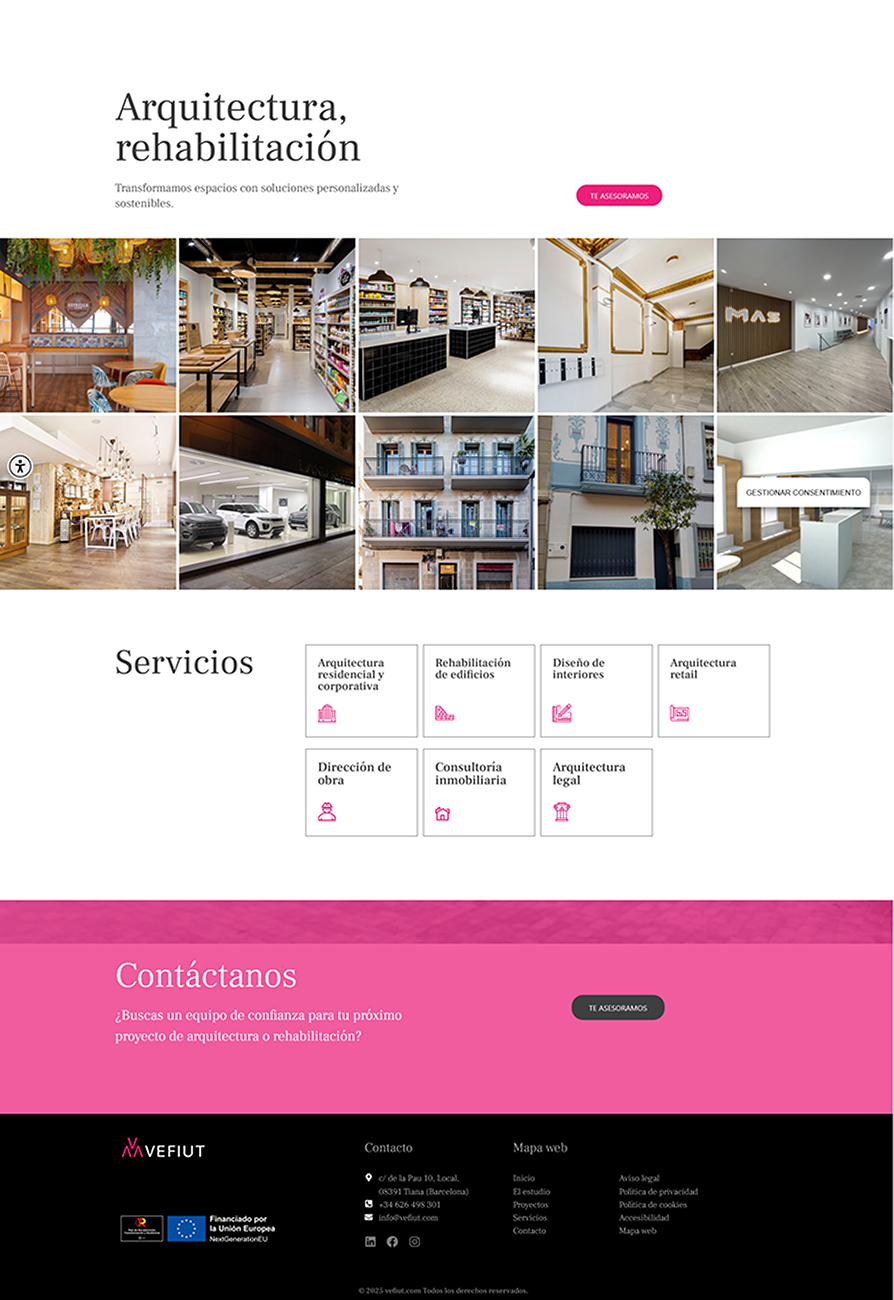 Arquitectura,
rehabilitación
Transformamos espacios con soluciones personalizadas y
sostenibles.
TE ASESORAMOS
MAS
GESTIONAR CONSENTIMIENTO
Servicios
Arquitectura
residencial y
corporativa
Rehabilitación
de edificios
Diseño de
interiores
Arquitectura
retail
Dirección de
obra
Consultoría
inmobiliaria
Arquitectura
legal
Contáctanos
¿Buscas un equipo de confianza para tu próximo
proyecto de arquitectura o rehabilitación?
TE ASESORAMOS
VEFIUT
Financiado por
la Unión Europea
NextGenerationEU
Contacto
c/ de la Pau 10, Local,
08391 Tiana (Barcelona)
+34 626 498 301
info@vefiut.com
Mapa web
Inicio
El estudio
Proyectos
Servicios
Contacto
Aviso legal
Política de privacidad
Política de cookies
Accesibilidad
Mapa web
© 2025 vefiut.com Todos los derechos reservados.